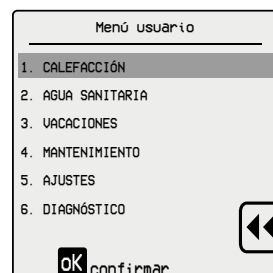 Menú usuario
1. CALEFACCIÓN
2. AGUA SANITARIA
3. VACACIONES
4. MANTENIMIENTO
5. AJUSTES
6. DIAGNÓSTICO
OK confirmar